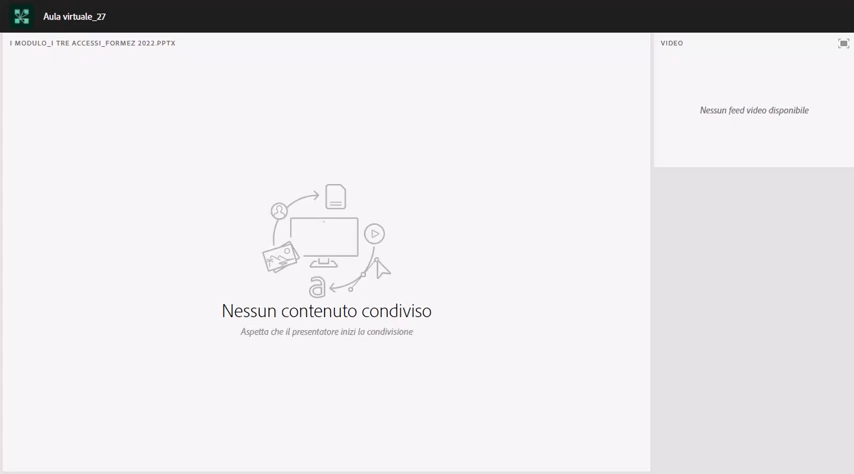 Aula virtuale_27
I MODULO_I TRE ACCESSI_FORMEZ 2022.PPTX
VIDEO
Nessun feed video disponibile
a
Nessun contenuto condiviso
Aspetta che il presentatore inizi la condivisione